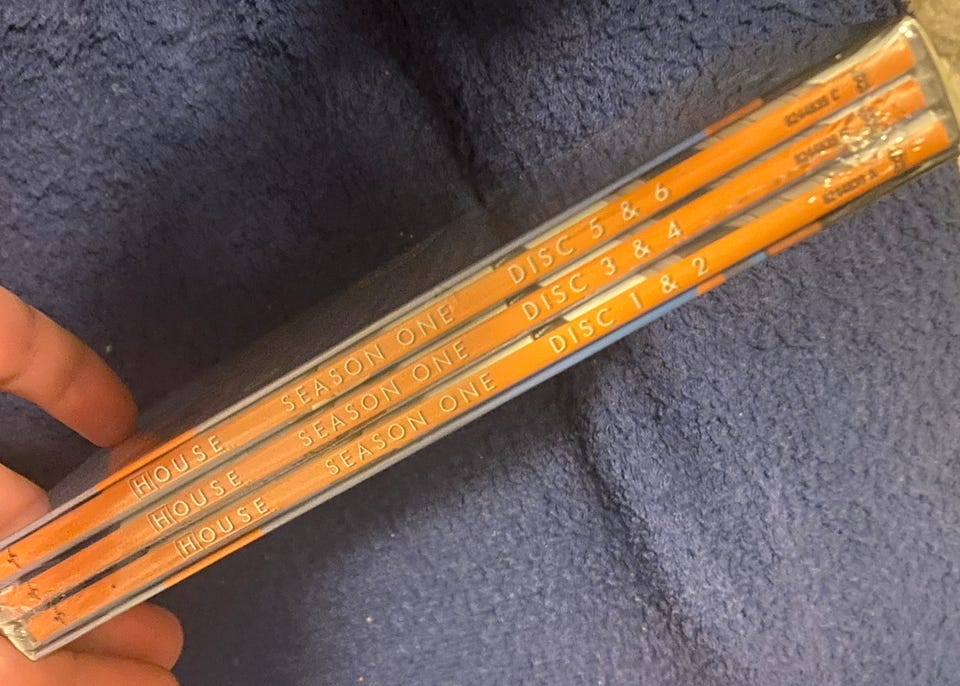 HOUSE SEASON ONE DISC 5 & 6
HOUSE SEASON ONE DISC 3 & 4
HOUSE SEASON ONE DISC 1 & 2